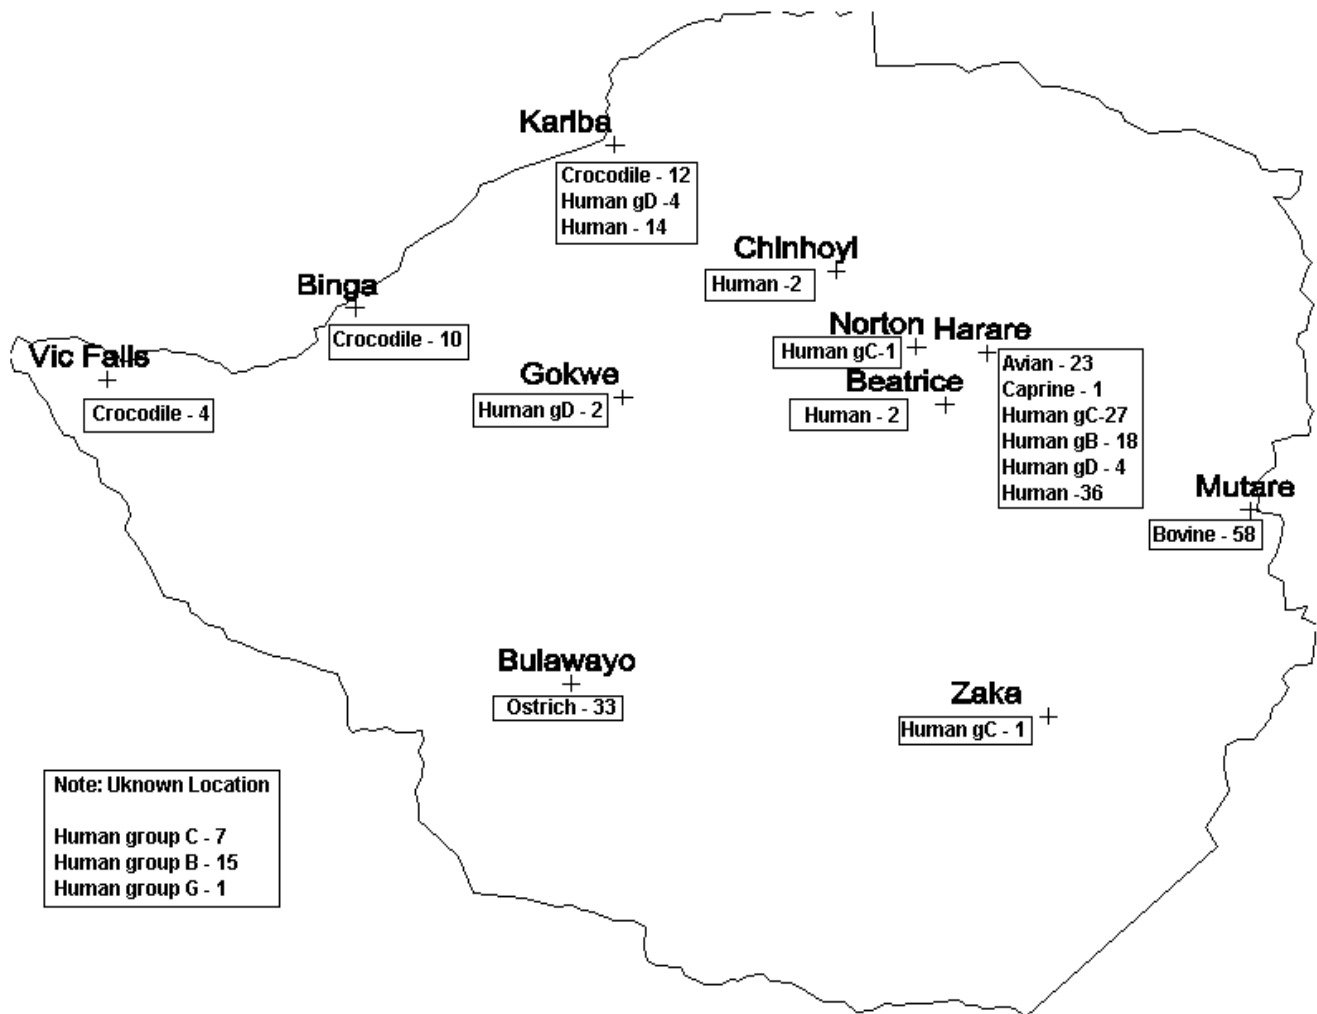 Kariba
Crocodile - 12
Human gD -4
Human - 14
Chinhoyi
Human -2
Binga
Crocodile - 10
Norton
Human gC-1
Harare
Avian - 23
Caprine - 1
Human gC-27
Human gB - 18
Human gD - 4
Human -36
Vic Falls
Crocodile - 4
Gokwe
Human gD - 2
Beatrice
Human - 2
Mutare
Bovine - 58
Bulawayo
Ostrich - 33
Zaka
Human gC - 1
Note: Uknown Location
Human group C - 7
Human group B - 15
Human group G - 1